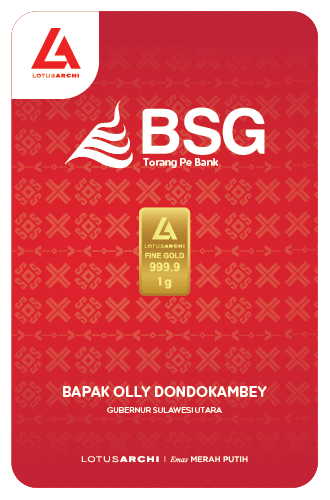 LOTUSARCHI
BSG
Torang Pe Bank
LOTUSARCHI
FINE GOLD
999.9
1g
BAPAK OLLY DONDOKAMBEY
GUBERNUR SULAWESI UTARA
LOTUSARCHI | Emas MERAH PUTIH